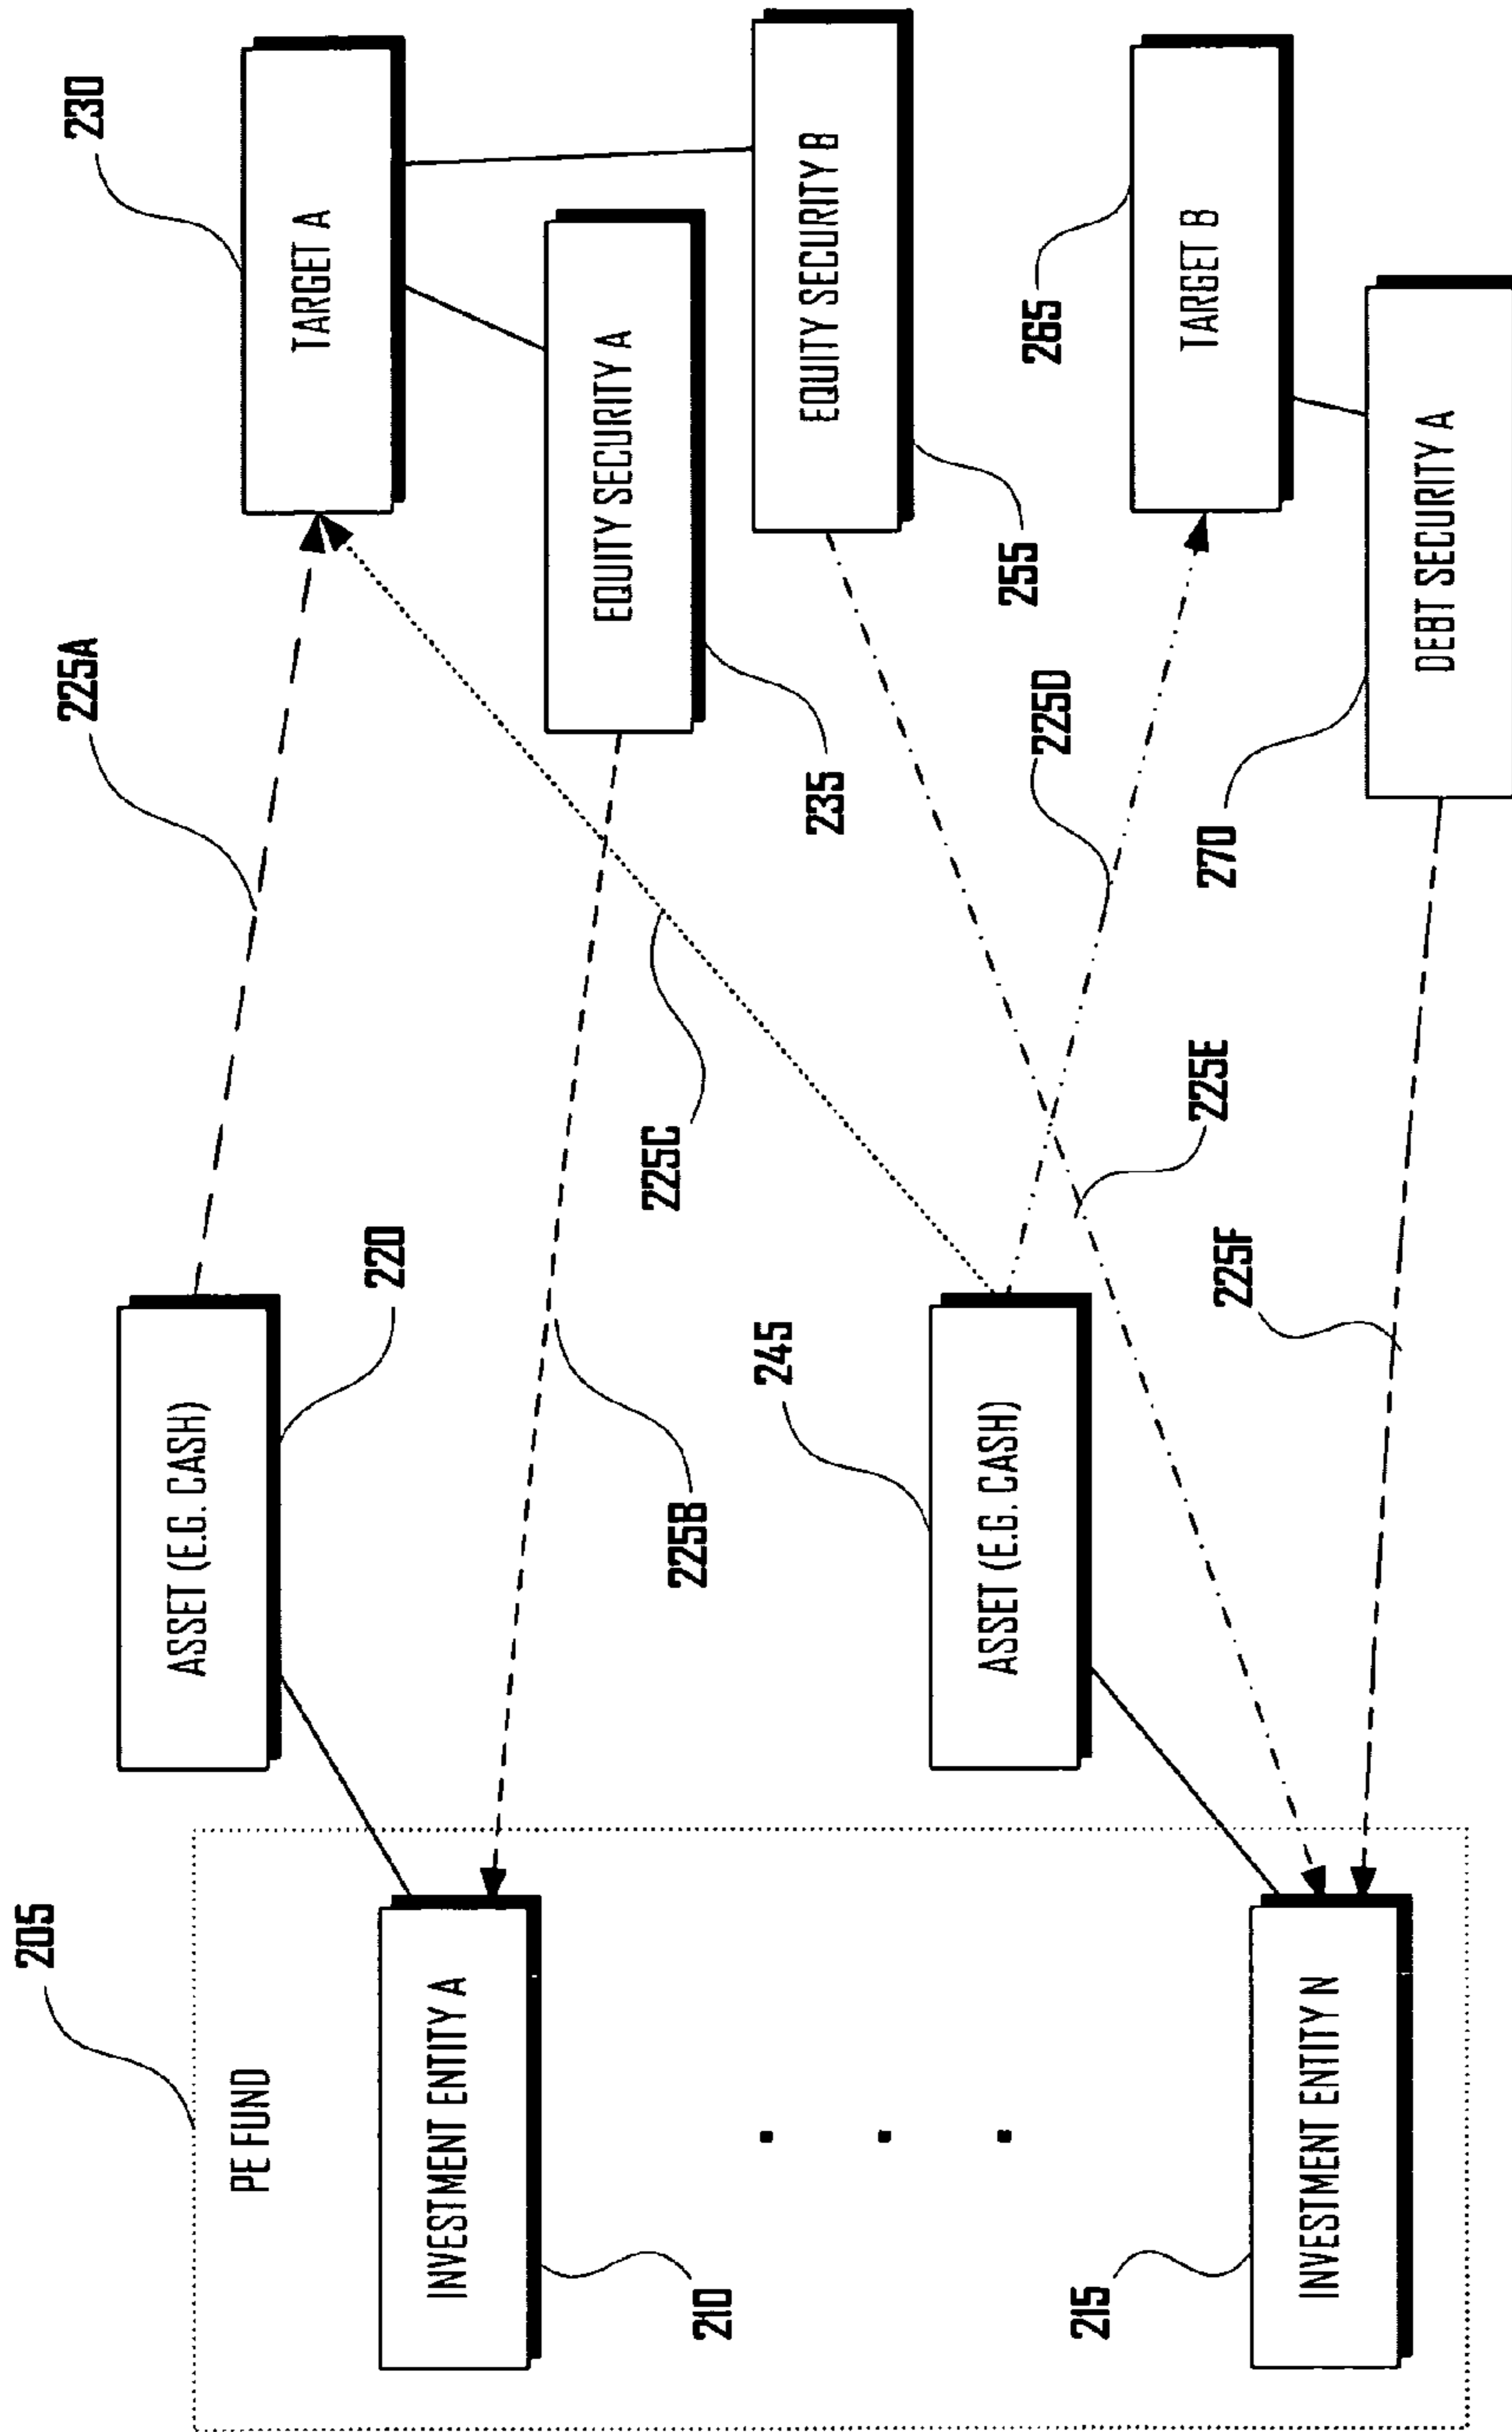 205
PE FUND
INVESTMENT ENTITY A
210
INVESTMENT ENTITY N
215
ASSET (E.G. CASH)
220
ASSET (E.G. CASH)
245
225A
225B
225C
225D
225E
225F
TARGET A
230
EQUITY SECURITY A
235
EQUITY SECURITY B
255
TARGET B
265
DEBT SECURITY A
270